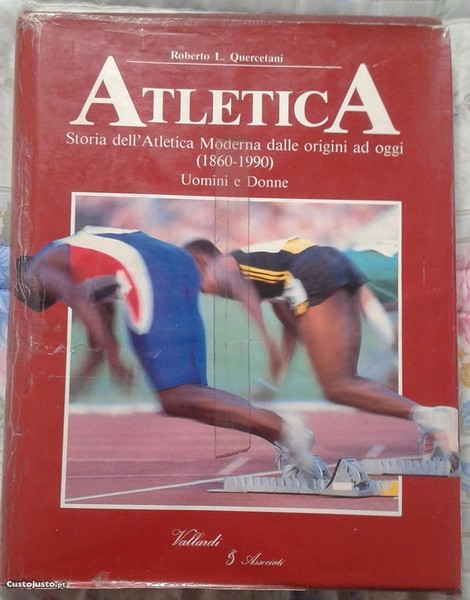 Roberto L. Quercetani
ATLETICA
Storia dell'Atletica Moderna dalle origini ad oggi
(1860-1990)
Uomini e Donne
Vallardi
& Associati
Custojusto.pt